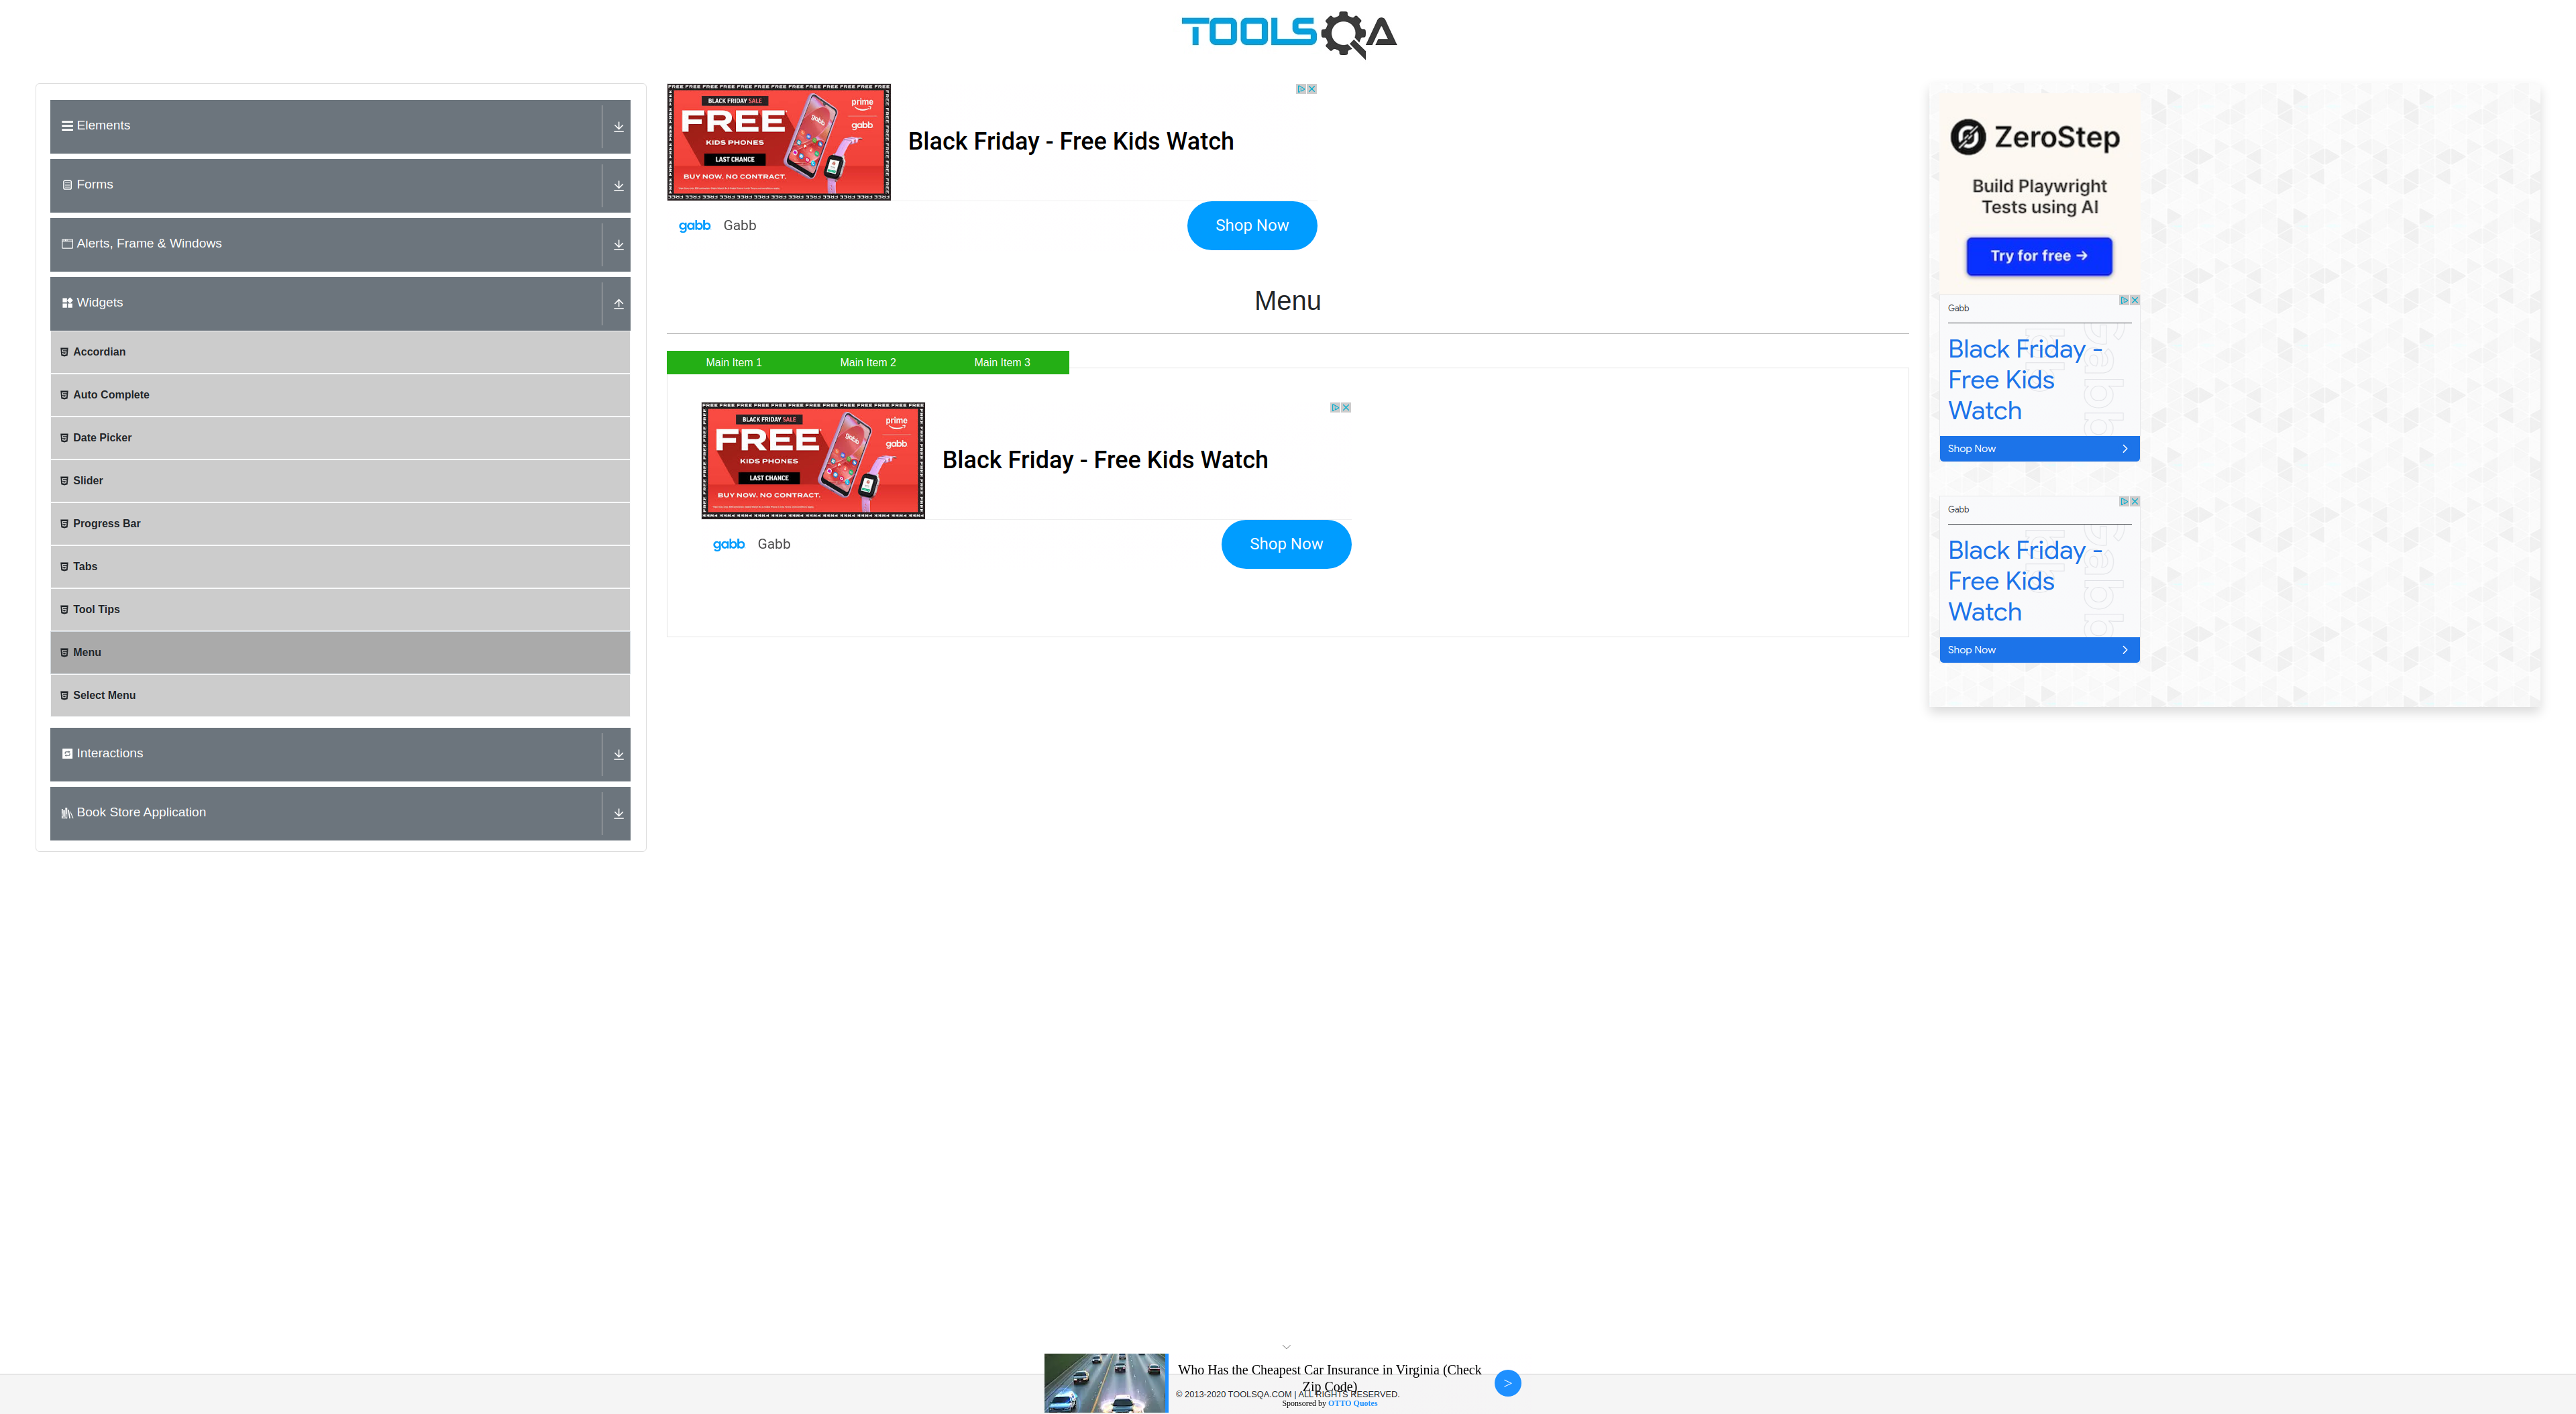 TOOLSQA
Elements
Forms
Alerts, Frame & Windows
Widgets
Accordian
Auto Complete
Date Picker
Slider
Progress Bar
Tabs
Tool Tips
Menu
Select Menu
Interactions
Book Store Application
BLACK FRIDAY SALE
FREE
KIDS PHONES
LAST CHANCE
BUY NOW. NO CONTRACT.
prime
gabb
Black Friday - Free Kids Watch
gabb Gabb
Shop Now
Menu
Main Item 1 Main Item 2 Main Item 3
BLACK FRIDAY SALE
FREE
KIDS PHONES
LAST CHANCE
BUY NOW. NO CONTRACT.
prime
gabb
Black Friday - Free Kids Watch
gabb Gabb
Shop Now
ZeroStep
Build Playwright
Tests using AI
Try for free →
Gabb
Black Friday -
Free Kids
Watch
Shop Now
Gabb
Black Friday -
Free Kids
Watch
Shop Now
Who Has the Cheapest Car Insurance in Virginia (Check
Zip Code)
© 2013-2020 TOOLSQA.COM | ALL RIGHTS RESERVED.
Sponsored by OTTO Quotes